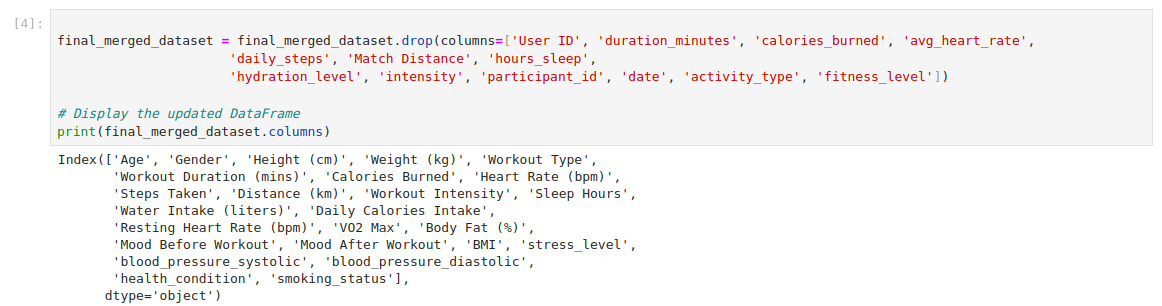 [4]:
final_merged_dataset = final_merged_dataset.drop(columns=['User ID', 'duration_minutes', 'calories_burned', 'avg_heart_rate',
'daily_steps', 'Match Distance', 'hours_sleep',
'hydration_level', 'intensity', 'participant_id', 'date', 'activity_type', 'fitness_level'])
# Display the updated DataFrame
print(final_merged_dataset.columns)
Index(['Age', 'Gender', 'Height (cm)', 'Weight (kg)', 'Workout Type',
'Workout Duration (mins)', 'Calories Burned', 'Heart Rate (bpm)',
'Steps Taken', 'Distance (km)', 'Workout Intensity', 'Sleep Hours',
'Water Intake (liters)', 'Daily Calories Intake',
'Resting Heart Rate (bpm)', 'VO2 Max', 'Body Fat (%)',
'Mood Before Workout', 'Mood After Workout', 'BMI', 'stress_level',
'blood_pressure_systolic', 'blood_pressure_diastolic',
'health_condition', 'smoking_status'],
dtype='object')